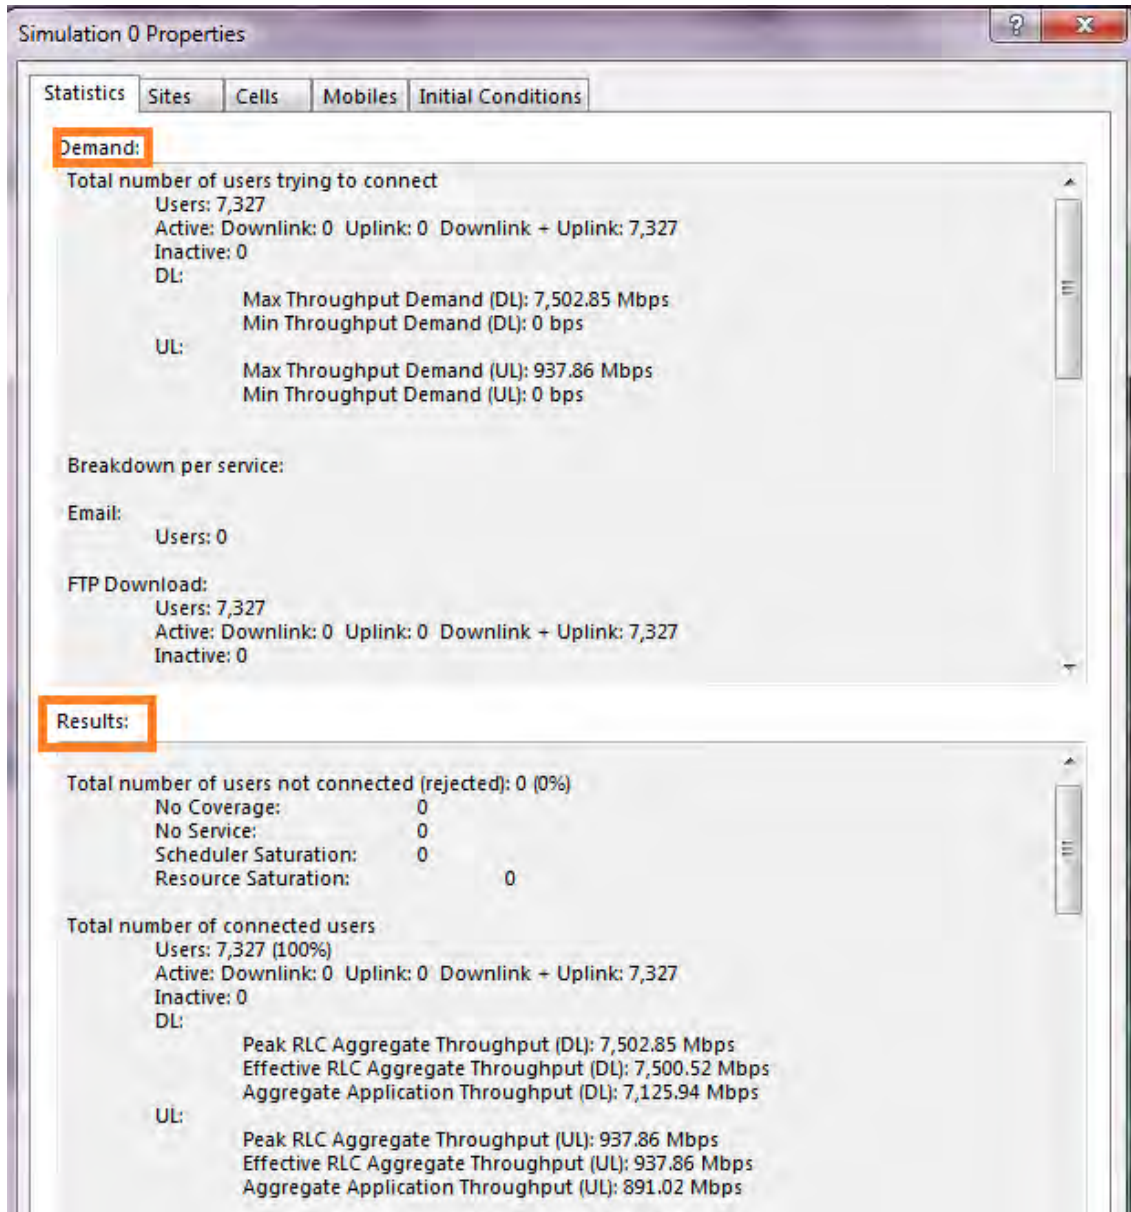 Simulation 0 Properties
?
x
Statistics Sites Cells Mobiles Initial Conditions
Demand:
Total number of users trying to connect
Users: 7,327
Active: Downlink: 0 Uplink: 0 Downlink + Uplink: 7,327
Inactive: 0
DL:
Max Throughput Demand (DL): 7,502.85 Mbps
Min Throughput Demand (DL): 0 bps
UL:
Max Throughput Demand (UL): 937.86 Mbps
Min Throughput Demand (UL): 0 bps
Breakdown per service:
Email:
Users: 0
FTP Download:
Users: 7,327
Active: Downlink: 0 Uplink: 0 Downlink + Uplink: 7,327
Inactive: 0
Results:
Total number of users not connected (rejected): 0 (0%)
No Coverage: 0
No Service: 0
Scheduler Saturation: 0
Resource Saturation: 0
Total number of connected users
Users: 7,327 (100%)
Active: Downlink: 0 Uplink: 0 Downlink + Uplink: 7,327
Inactive: 0
DL:
Peak RLC Aggregate Throughput (DL): 7,502.85 Mbps
Effective RLC Aggregate Throughput (DL): 7,500.52 Mbps
Aggregate Application Throughput (DL): 7,125.94 Mbps
UL:
Peak RLC Aggregate Throughput (UL): 937.86 Mbps
Effective RLC Aggregate Throughput (UL): 937.86 Mbps
Aggregate Application Throughput (UL): 891.02 Mbps